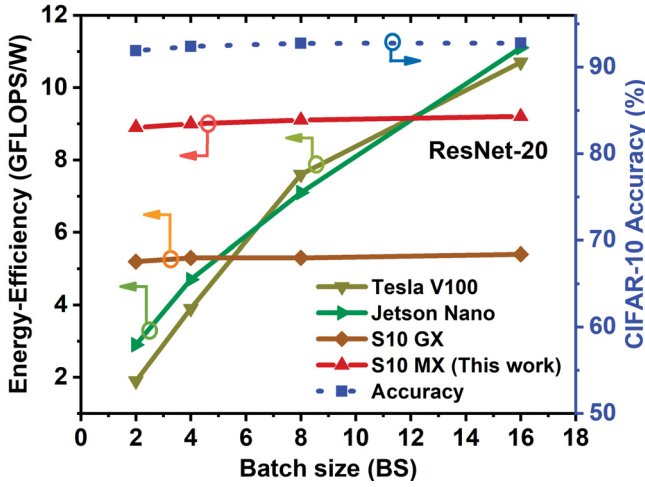 Energy-Efficiency (GFLOPS/W)
12
10
8
6
4
2
ResNet-20
Tesla V100
Jetson Nano
S10 GX
S10 MX (This work)
Accuracy
0 2 4 6 8 10 12 14 16 18
Batch size (BS)
90
80
70
60
50
CIFAR-10 Accuracy (%)